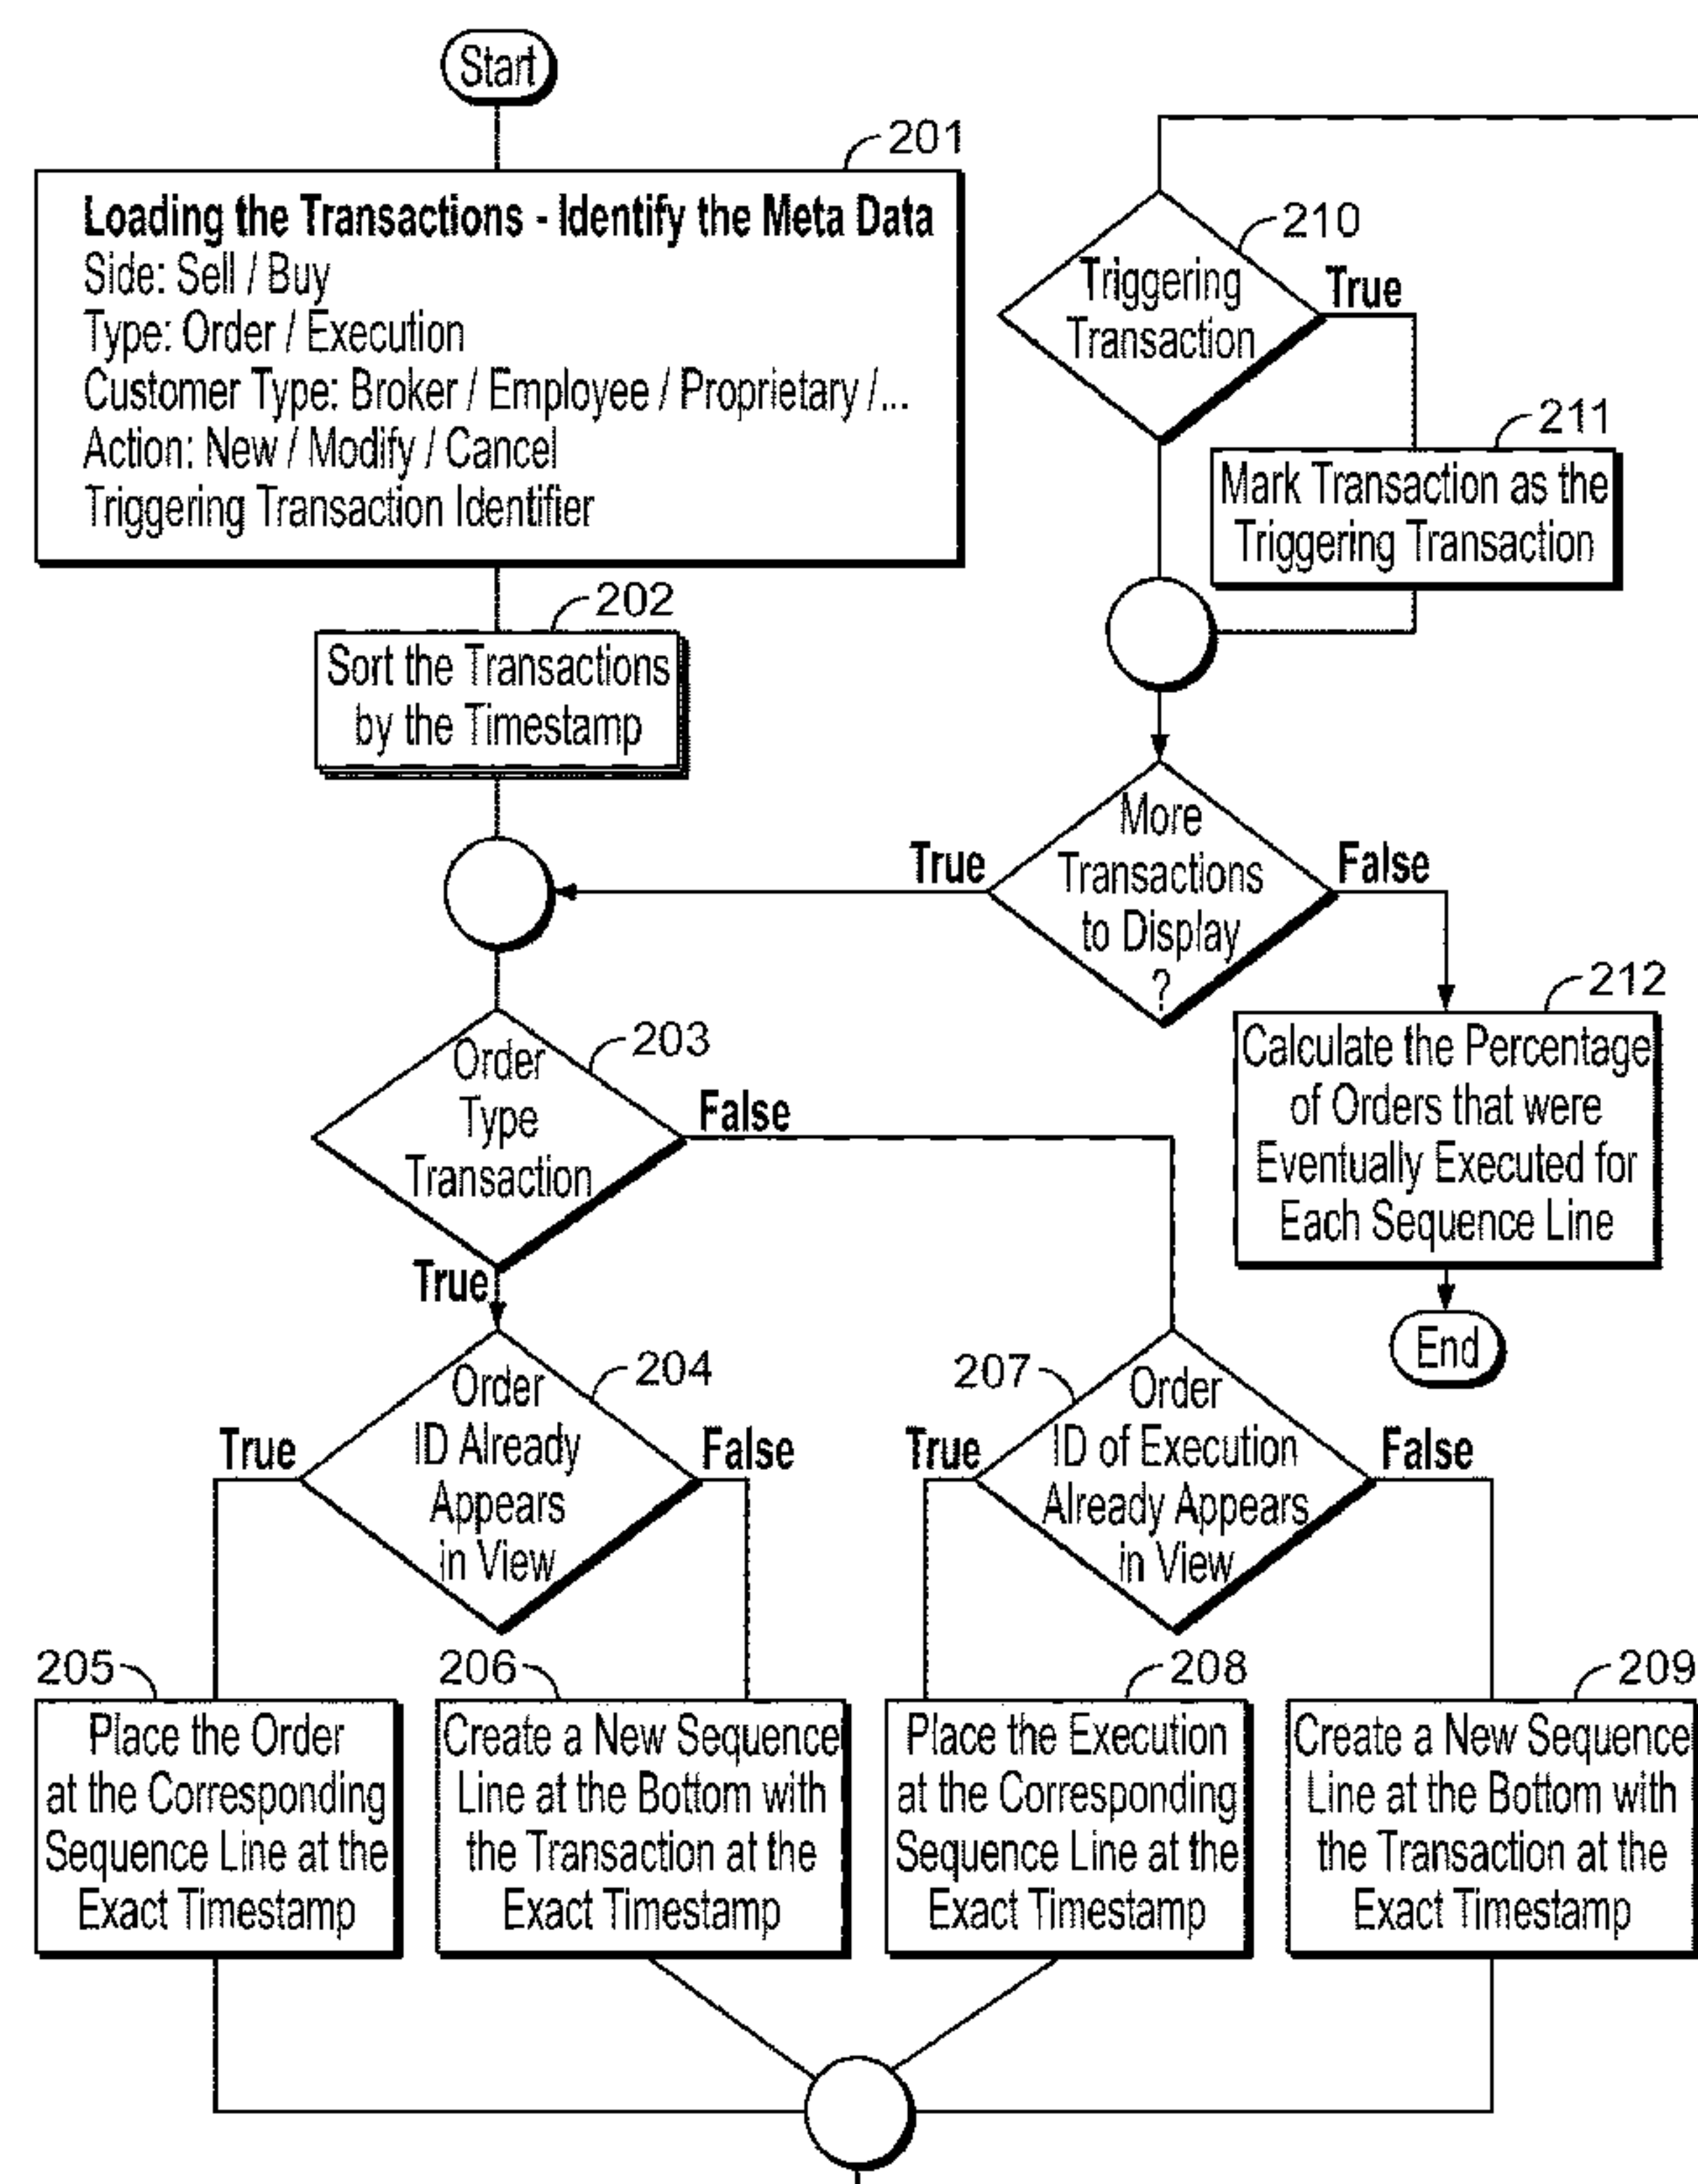 Start
201
Loading the Transactions - Identify the Meta Data
Side: Sell / Buy
Type: Order / Execution
Customer Type: Broker / Employee / Proprietary /...
Action: New / Modify / Cancel
Triggering Transaction Identifier
202
Sort the Transactions
by the Timestamp
203
Order
Type
Transaction
False
True
204
Order
ID Already
Appears
in View
True
False
205
Place the Order
at the Corresponding
Sequence Line at the
Exact Timestamp
206
Create a New Sequence
Line at the Bottom with
the Transaction at the
Exact Timestamp
207
Order
ID of Execution
Already Appears
in View
True
False
208
Place the Execution
at the Corresponding
Sequence Line at the
Exact Timestamp
209
Create a New Sequence
Line at the Bottom with
the Transaction at the
Exact Timestamp
210
Triggering
Transaction
True
211
Mark Transaction as the
Triggering Transaction
More
Transactions
to Display
?
True
False
212
Calculate the Percentage
of Orders that were
Eventually Executed for
Each Sequence Line
End